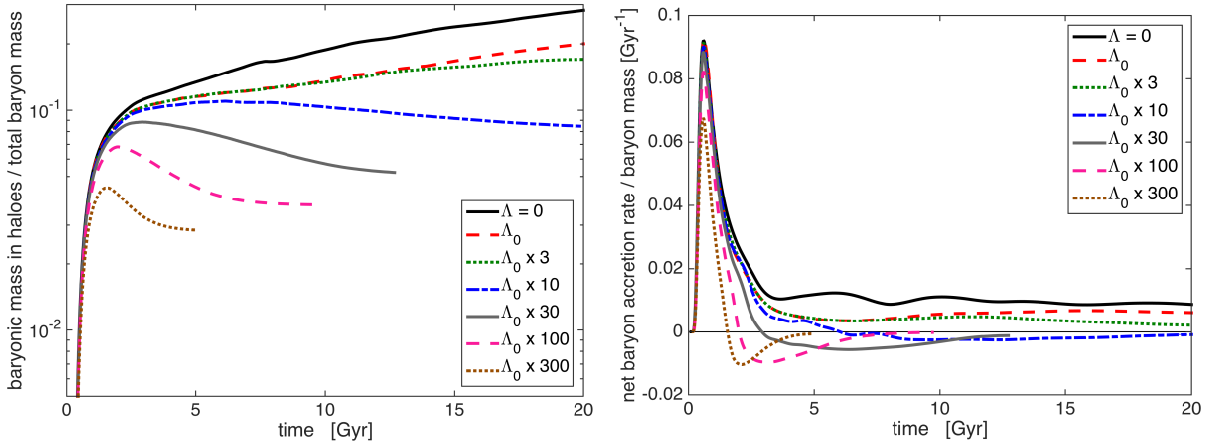 baryonic mass in haloes / total baryon mass
10⁻¹
10⁻²
0 5 10 15 20
time [Gyr]
Λ = 0
Λ₀
Λ₀ x 3
Λ₀ x 10
Λ₀ x 30
Λ₀ x 100
Λ₀ x 300
net baryon accretion rate / baryon mass [Gyr⁻¹]
0.1
0.08
0.06
0.04
0.02
0
-0.02
0 5 10 15 20
time [Gyr]
Λ = 0
Λ₀
Λ₀ x 3
Λ₀ x 10
Λ₀ x 30
Λ₀ x 100
Λ₀ x 300